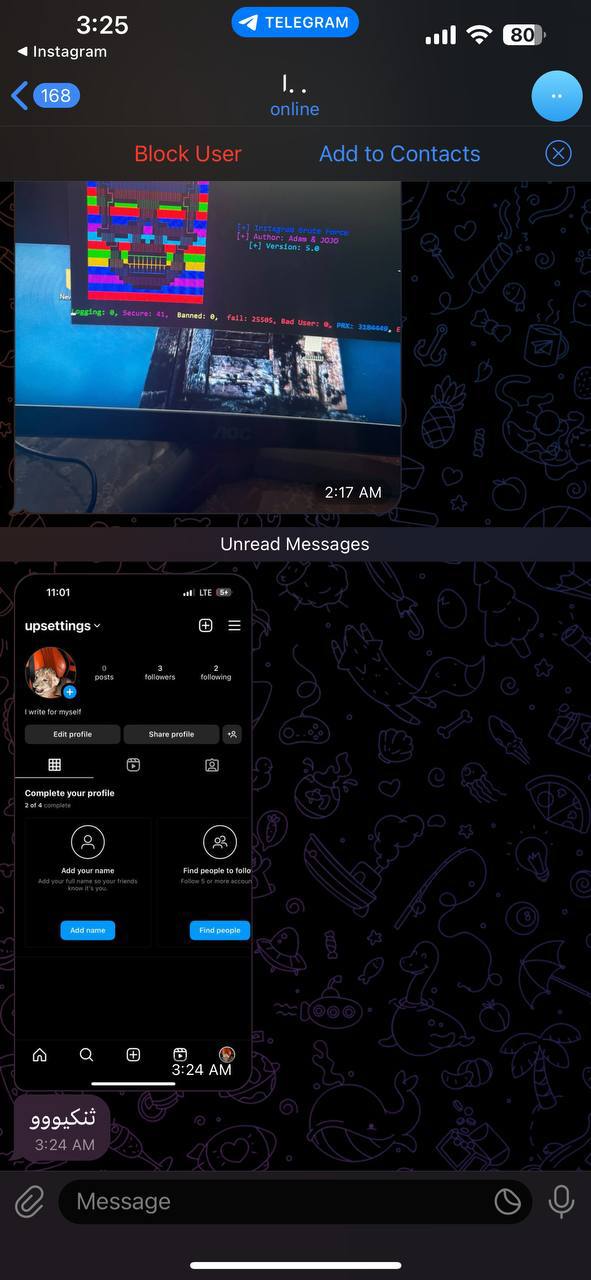 3:25
TELEGRAM
80
Instagram
168
ا. .
online
Block User
Add to Contacts
[+] Instagram Brute Force
[+] Author: Adam & JOJO
[+] Version: 5.0
ogging: 0, Secure: 41, Banned: 0, fail: 25505, Bad User: 0, PRX: 3184449, E
AOC
2:17 AM
Unread Messages
11:01
LTE
upsettings
0
3
2
posts
followers
following
I write for myself
Edit profile
Share profile
Complete your profile
2 of 4 complete
Add your name
Find people to follo
Add your full name so your friends
Follow 5 or more accoun
know it's you.
Add name
Find people
3:24 AM
ثنكيووو
3:24 AM
Message